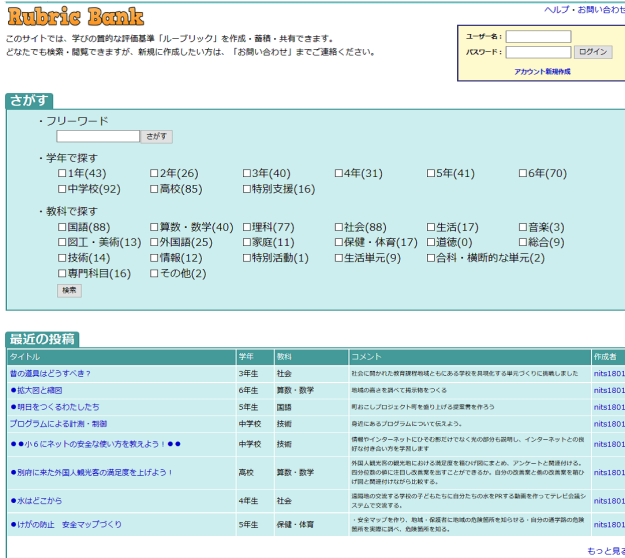 Rubric Bank
ヘルプ・お問い合わせ
このサイトでは、学びの質的な評価基準「ルーブリック」を作成・蓄積・共有できます。
どなたでも検索・閲覧できますが、新規に作成したい方は、「お問い合わせ」までご連絡ください。
ユーザー名：
パスワード： ログイン
アカウント新規作成
さがす
・フリーワード
さがす
・学年で探す
1年(43) 2年(26) 3年(40) 4年(31) 5年(41) 6年(70)
中学校(92) 高校(85) 特別支援(16)
・教科で探す
国語(88) 算数・数学(40) 理科(77) 社会(88) 生活(17) 音楽(3)
図工・美術(13) 外国語(25) 家庭(11) 保健・体育(17) 道徳(0) 総合(9)
技術(14) 情報(12) 特別活動(1) 生活単元(9) 合科・横断的な単元(2)
専門科目(16) その他(2)
検索
最近の投稿
タイトル 学年 教科 コメント 作成者
昔の道具はどうすべき？ 3年生 社会 社会に開かれた教育課程地域とともにある学校を具現化する単元づくりに挑戦しました nits1801
●拡大図と縮図 6年生 算数・数学 地域の高さを調べて掲示物をつくる nits1801
●明日をつくるわたしたち 5年生 国語 町おこしプロジェクト町を盛り上げる提案書を作ろう nits1801
プログラムによる計測・制御 中学校 技術 身近にあるプログラムについて伝えよう。 nits1801
●●小６にネットの安全な使い方を教えよう！●● 中学校 技術 情報やインターネットにひそむ影だけでなく光の部分も説明し、インターネットとの良
好な付き合い方を学習します nits1801
●別府に来た外国人観光客の満足度を上げよう！ 高校 算数・数学 外国人観光客の観光地における満足度を箱ひげ図にまとめ、アンケートと関連付ける。
四分位数の値に注目し改善案を出すことができるか。自分の改善案と他の改善案を箱ひ
げ図と関連付けながら比較する。 nits1801
●水はどこから 4年生 社会 遠隔地の交流する学校の子どもたちに自分たちの水をPRする動画を作ってテレビ会議シ
ステムで交流する。 nits1801
●けがの防止　安全マップづくり 5年生 保健・体育 ・安全マップを作り、地域・保護者に地域の危険箇所を知らせる・自分の通学路の危険
箇所を実際に調べ、危険箇所を知る。 nits1801
もっと見る